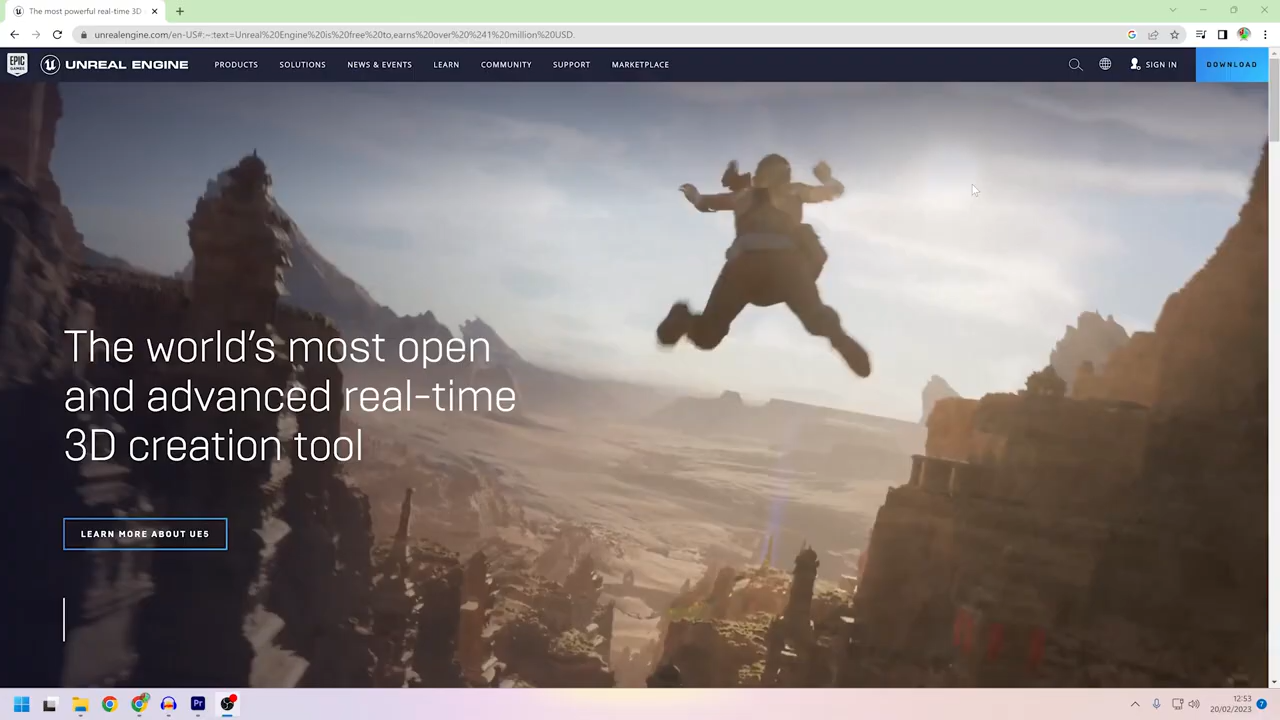 The most powerful real-time 3D
unrealengine.com/en-US#:~:text=Unreal%20Engine%20is%20free%20to,earns%20over%20%241%20million%20USD.
EPIC GAMES
UNREAL ENGINE
PRODUCTS
SOLUTIONS
NEWS & EVENTS
LEARN
COMMUNITY
SUPPORT
MARKETPLACE
SIGN IN
DOWNLOAD
The world's most open
and advanced real-time
3D creation tool
LEARN MORE ABOUT UE5
Pr
12:53
20/02/2023
7